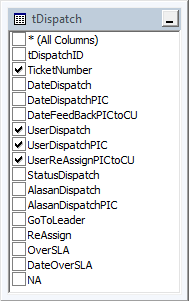 tDispatch
* (All Columns)
tDispatchID
TicketNumber
DateDispatch
DateDispatchPIC
DateFeedBackPICtoCU
UserDispatch
UserDispatchPIC
UserReAssignPICtoCU
StatusDispatch
AlasanDispatch
AlasanDispatchPIC
GoToLeader
ReAssign
OverSLA
DateOverSLA
NA